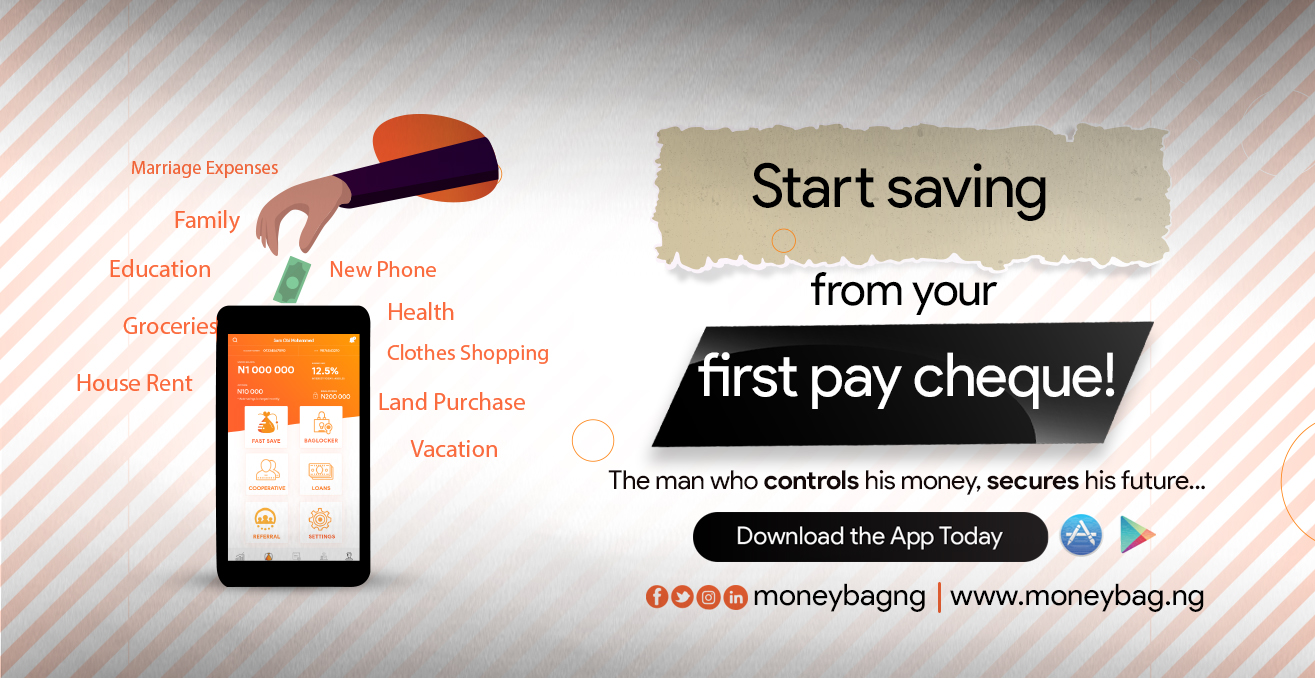 Marriage Expenses
Family
Education
New Phone
Groceries
Health
Clothes Shopping
House Rent
Land Purchase
Vacation
N1 000 000
12.5%
N10 000
N200 000
FAST SAVE
BAGLOCKER
COOPERATIVE
LOANS
REFERRAL
SETTINGS
Start saving
from your
first pay cheque!
The man who controls his money, secures his future...
Download the App Today
moneybagng | www.moneybag.ng